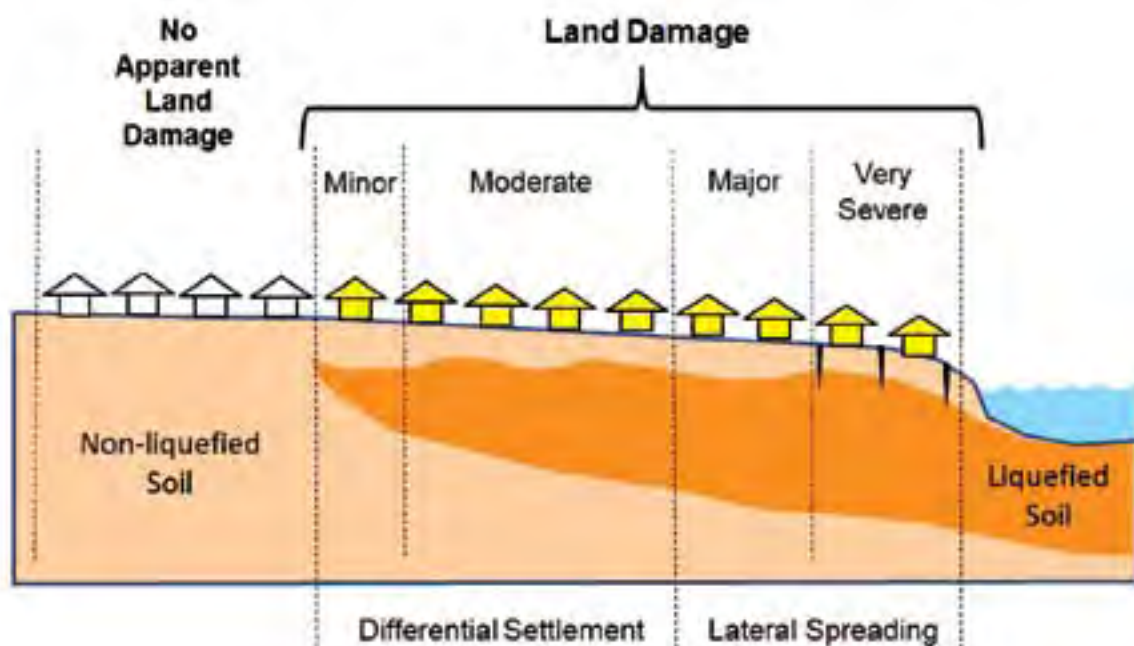 No
Apparent
Land
Damage
Land Damage
Minor
Moderate
Major
Very
Severe
Non-liquefied
Soil
Liquefied
Soil
Differential Settlement
Lateral Spreading